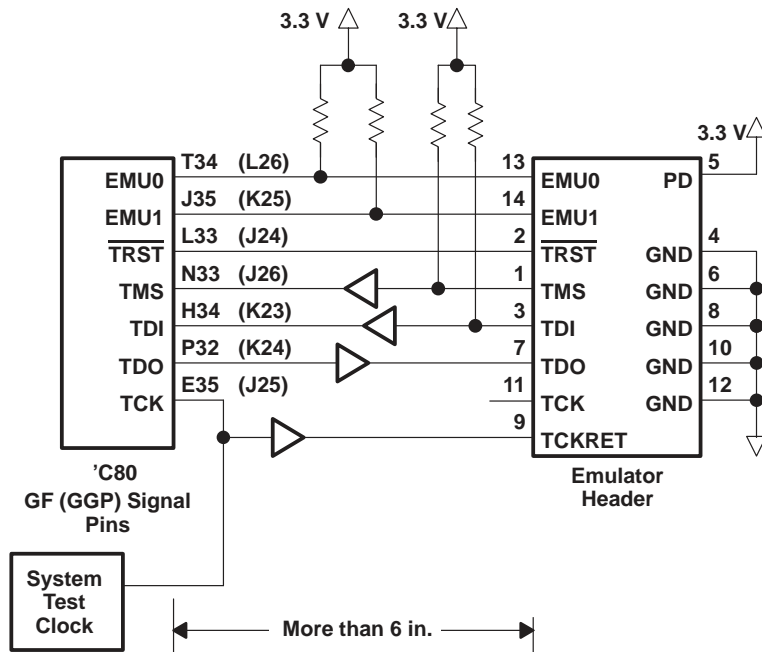 3.3 V 3.3 V
3.3 V
T34 (L26) 13 5
EMU0 EMU0 PD
J35 (K25) 14
EMU1 EMU1
L33 (J24) 2 4
TRST TRST GND
N33 (J26) 1 6
TMS TMS GND
H34 (K23) 3 8
TDI TDI GND
P32 (K24) 7 10
TDO TDO GND
E35 (J25) 11 12
TCK TCK GND
9
TCKRET
’C80
GF (GGP) Signal
Pins
Emulator
Header
System
Test
Clock
More than 6 in.